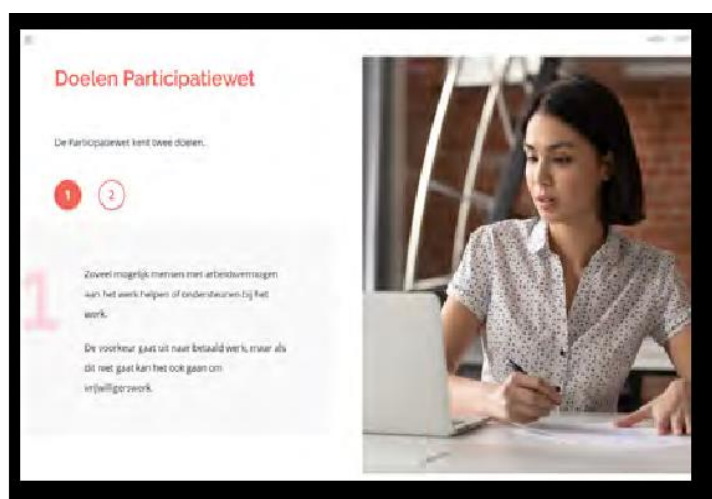 Doelen Participatiewet
De Participatiewet kent twee doelen.
1
2
1
Zoveel mogelijk mensen met arbeidsvermogen
aan het werk helpen of ondersteunen bij het
werk.
De voorkeur gaat uit naar betaald werk, maar als
dit niet gaat kan het ook gaan om
vrijwilligerswerk.